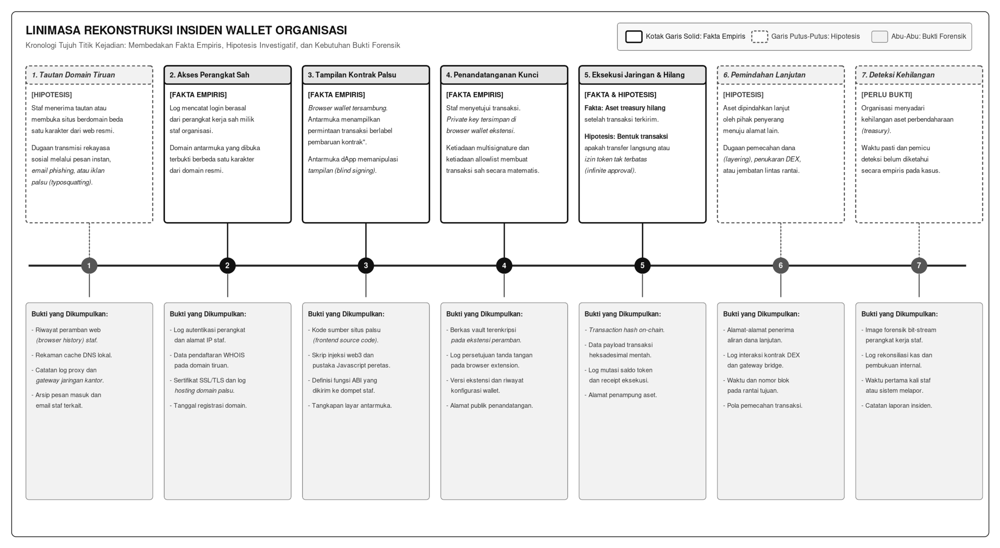 LINIMASA REKONSTRUKSI INSIDEN WALLET ORGANISASI
Kronologi Tujuh Titik Kejadian: Membedakan Fakta Empiris, Hipotesis Investigatif, dan Kebutuhan Bukti Forensik
Kotak Garis Solid: Fakta Empiris
Garis Putus-Putus: Hipotesis
Abu-Abu: Bukti Forensik
1. Tautan Domain Tiruan
[HIPOTESIS]
Staf menerima tautan atau
membuka situs berdomain beda
satu karakter dari web resmi.
Dugaan transmisi rekayasa
sosial melalui pesan instan,
email phishing, atau iklan
palsu (typosquatting).
2. Akses Perangkat Sah
[FAKTA EMPIRIS]
Log mencatat login berasal
dari perangkat kerja sah milik
staf organisasi.
Domain antarmuka yang dibuka
terbukti berbeda satu karakter
dari domain resmi.
3. Tampilan Kontrak Palsu
[FAKTA EMPIRIS]
Browser wallet tersambung.
Antarmuka menampilkan
permintaan transaksi berlabel
pembaruan kontrak".
Antarmuka dApp memanipulasi
tampilan (blind signing).
4. Penandatanganan Kunci
[FAKTA EMPIRIS]
Staf menyetujui transaksi.
Private key tersimpan di
browser wallet ekstensi.
Ketiadaan multisignature dan
ketiadaan allowlist membuat
transaksi sah secara matematis.
5. Eksekusi Jaringan & Hilang
[FAKTA & HIPOTESIS]
Fakta: Aset treasury hilang
setelah transaksi terkirim.
Hipotesis: Bentuk transaksi
apakah transfer langsung atau
izin token tak terbatas
(infinite approval).
6. Pemindahan Lanjutan
[HIPOTESIS]
Aset dipindahkan lanjut
oleh pihak penyerang
menuju alamat lain.
Dugaan pemecahan dana
(layering), penukaran DEX,
atau jembatan lintas rantai.
7. Deteksi Kehilangan
[PERLU BUKTI]
Organisasi menyadari
kehilangan aset perbendaharaan
(treasury).
Waktu pasti dan pemicu
deteksi belum diketahui
secara empiris pada kasus.
1
2
3
4
5
6
7
Bukti yang Dikumpulkan:
- Riwayat peramban web
(browser history) staf.
- Rekaman cache DNS lokal.
- Catatan log proxy dan
gateway jaringan kantor.
- Arsip pesan masuk dan
email staf terkait.
Bukti yang Dikumpulkan:
- Log autentikasi perangkat
dan alamat IP staf.
- Data pendaftaran WHOIS
pada domain tiruan.
- Sertifikat SSL/TLS dan log
hosting domain palsu.
- Tanggal registrasi domain.
Bukti yang Dikumpulkan:
- Kode sumber situs palsu
(frontend source code).
- Skrip injeksi web3 dan
pustaka Javascript peretas.
- Definisi fungsi ABI yang
dikirim ke dompet staf.
- Tangkapan layar antarmuka.
Bukti yang Dikumpulkan:
- Berkas vault terenkripsi
pada ekstensi peramban.
- Log persetujuan tanda tangan
pada browser extension.
- Versi ekstensi dan riwayat
konfigurasi wallet.
- Alamat publik penandatangan.
Bukti yang Dikumpulkan:
- Transaction hash on-chain.
- Data payload transaksi
heksadesimal mentah.
- Log mutasi saldo token
dan receipt eksekusi.
- Alamat penampung aset.
Bukti yang Dikumpulkan:
- Alamat-alamat penerima
aliran dana lanjutan.
- Log interaksi kontrak DEX
dan gateway bridge.
- Waktu dan nomor blok
pada rantai tujuan.
- Pola pemecahan transaksi.
Bukti yang Dikumpulkan:
- Image forensik bit-stream
perangkat kerja staf.
- Log rekonsiliasi kas dan
pembukuan internal.
- Waktu pertama kali staf
atau sistem melapor.
- Catatan laporan insiden.